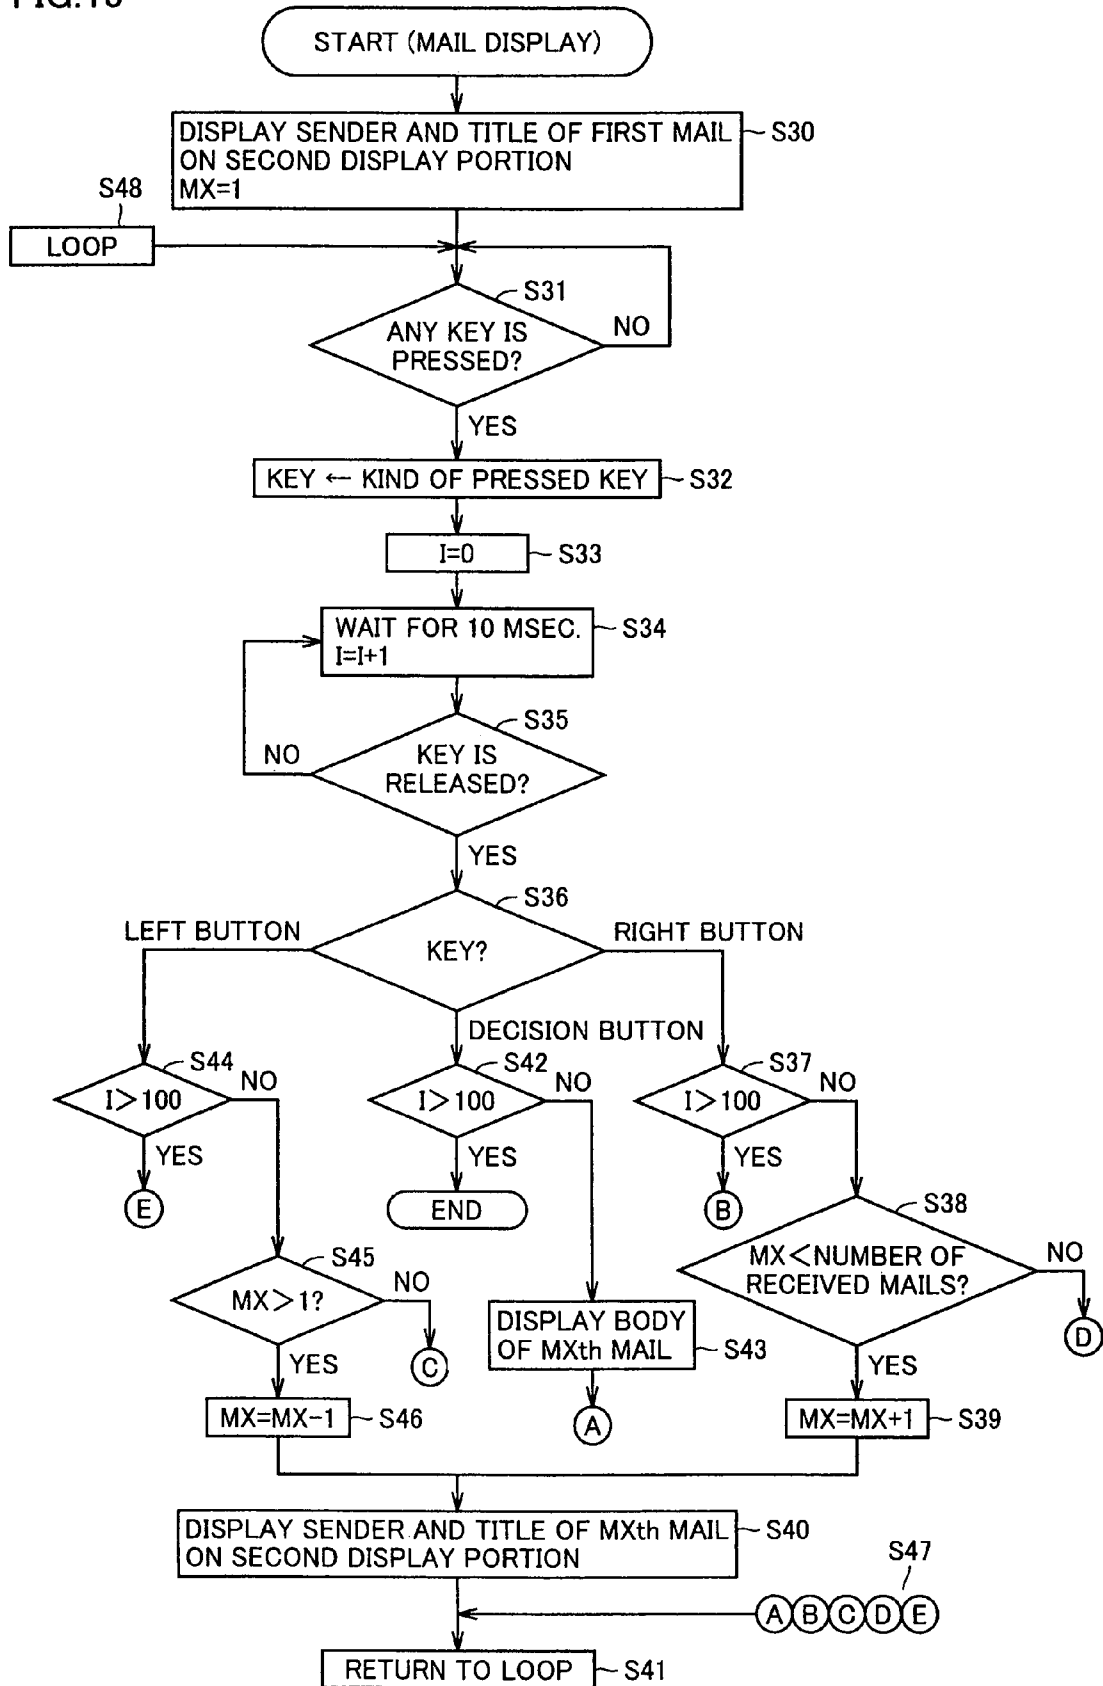 START (MAIL DISPLAY)
DISPLAY SENDER AND TITLE OF FIRST MAIL
ON SECOND DISPLAY PORTION
MX=1
S30
S48
LOOP
S31
ANY KEY IS
PRESSED?
NO
YES
KEY ← KIND OF PRESSED KEY
S32
I=0
S33
WAIT FOR 10 MSEC.
I=I+1
S34
S35
KEY IS
RELEASED?
NO
YES
S36
KEY?
LEFT BUTTON
RIGHT BUTTON
DECISION BUTTON
S44
I>100
NO
YES
E
S42
I>100
NO
YES
END
S37
I>100
NO
YES
B
S38
MX<NUMBER OF
RECEIVED MAILS?
NO
D
YES
S45
MX>1?
NO
C
YES
DISPLAY BODY
OF MXth MAIL
S43
A
MX=MX-1
S46
MX=MX+1
S39
DISPLAY SENDER AND TITLE OF MXth MAIL
ON SECOND DISPLAY PORTION
S40
S47
A B C D E
RETURN TO LOOP
S41